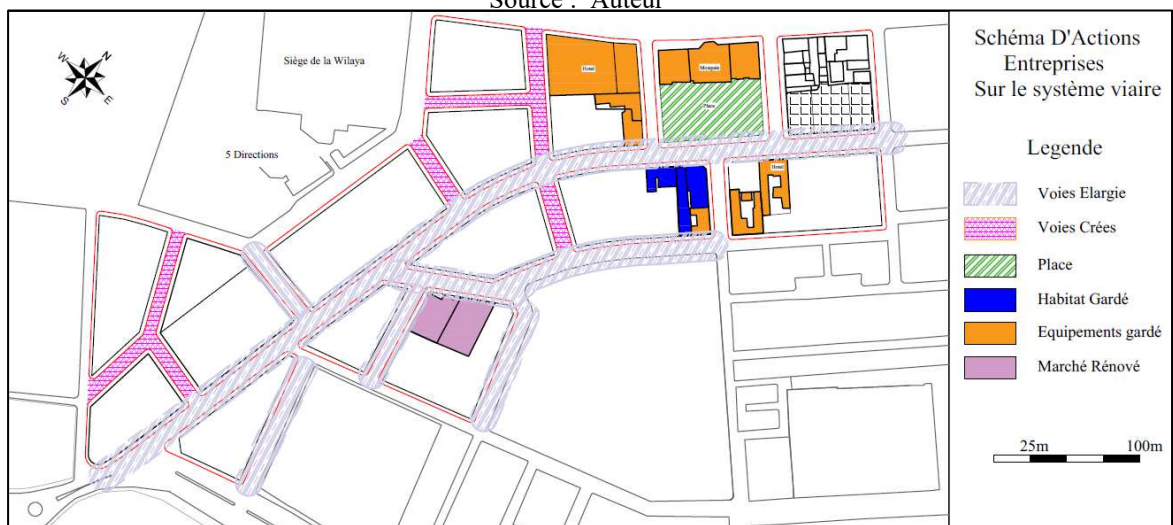 Source : Auteur
Schéma D'Actions
Entreprises
Sur le système viaire
Legende
Voies Elargie
Voies Crées
Place
Habitat Gardé
Equipements gardé
Marché Rénové
25m 100m
N
W
E
S
Siège de la Wilaya
5 Directions
Hotel
Mosquée
Place
Hotel